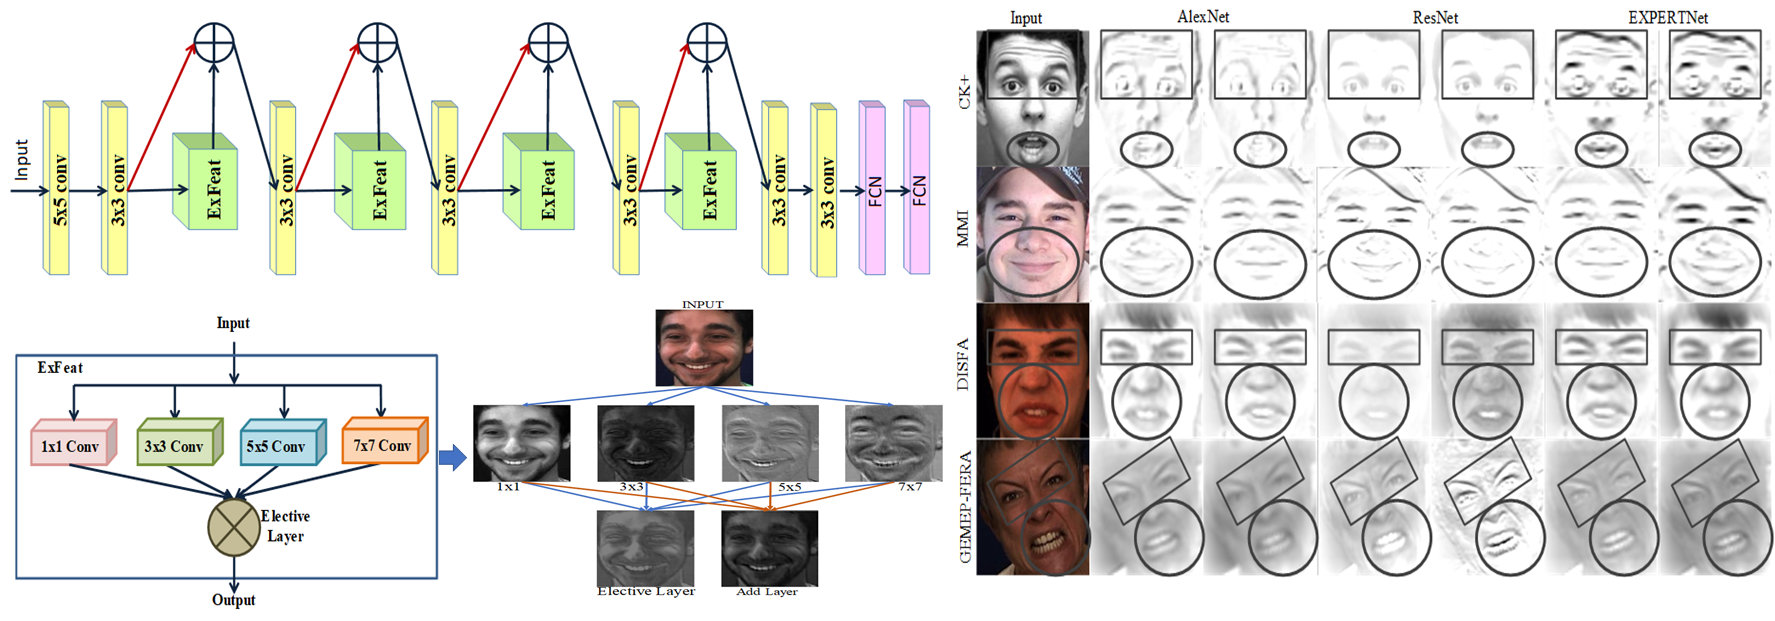 Input
5x5 conv
3x3 conv
ExFeat
3x3 conv
ExFeat
3x3 conv
ExFeat
3x3 conv
ExFeat
3x3 conv
3x3 conv
FCN
FCN
Input
ExFeat
1x1 Conv
3x3 Conv
5x5 Conv
7x7 Conv
Elective
Layer
Output
INPUT
1x1
3x3
5x5
7x7
Elective Layer
Add Layer
Input
AlexNet
ResNet
EXPERTNet
CK+
MMI
DISFA
GEMEP-FERA